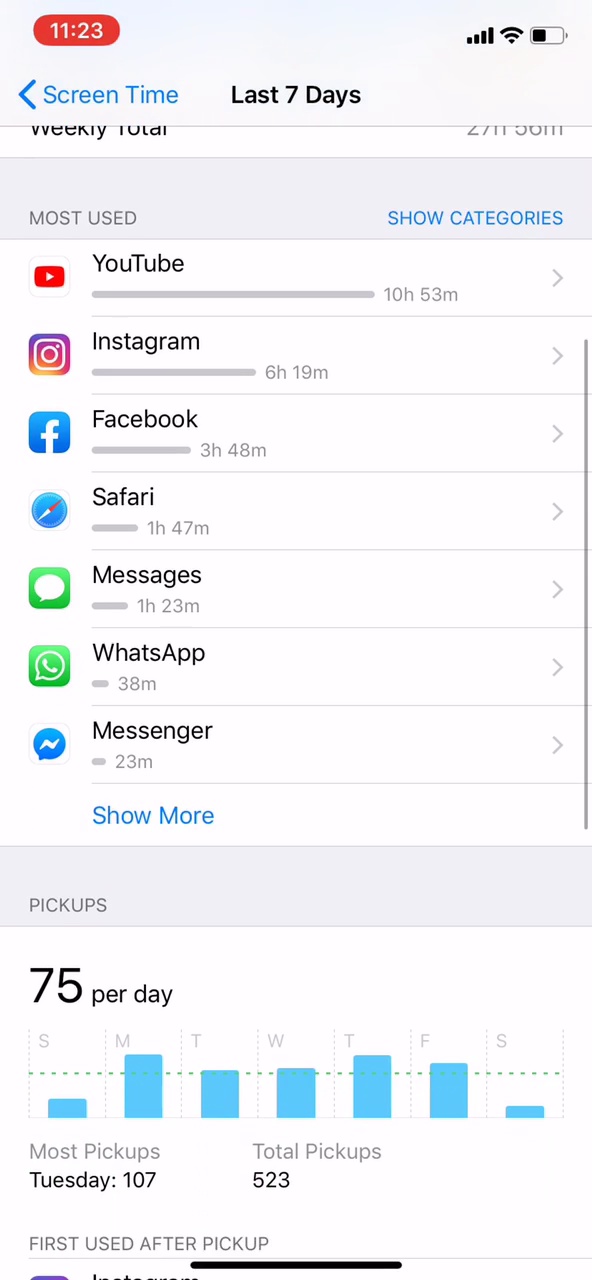 11:23
Screen Time Last 7 Days
Weekly Total 27h 56m
MOST USED SHOW CATEGORIES
YouTube
10h 53m
Instagram
6h 19m
Facebook
3h 48m
Safari
1h 47m
Messages
1h 23m
WhatsApp
38m
Messenger
23m
Show More
PICKUPS
75 per day
S M T W T F S
Most Pickups Total Pickups
Tuesday: 107 523
FIRST USED AFTER PICKUP
Instagram